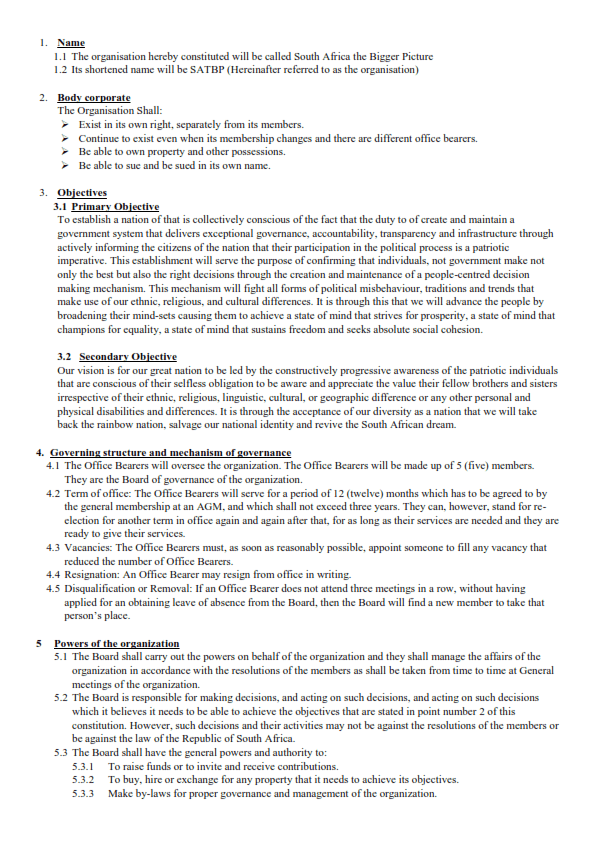 1. Name
1.1 The organisation hereby constituted will be called South Africa the Bigger Picture
1.2 Its shortened name will be SATBP (Hereinafter referred to as the organisation)
2. Body corporate
The Organisation Shall:
➢ Exist in its own right, separately from its members.
➢ Continue to exist even when its membership changes and there are different office bearers.
➢ Be able to own property and other possessions.
➢ Be able to sue and be sued in its own name.
3. Objectives
3.1 Primary Objective
To establish a nation of that is collectively conscious of the fact that the duty to of create and maintain a
government system that delivers exceptional governance, accountability, transparency and infrastructure through
actively informing the citizens of the nation that their participation in the political process is a patriotic
imperative. This establishment will serve the purpose of confirming that individuals, not government make not
only the best but also the right decisions through the creation and maintenance of a people-centred decision
making mechanism. This mechanism will fight all forms of political misbehaviour, traditions and trends that
make use of our ethnic, religious, and cultural differences. It is through this that we will advance the people by
broadening their mind-sets causing them to achieve a state of mind that strives for prosperity, a state of mind that
champions for equality, a state of mind that sustains freedom and seeks absolute social cohesion.
3.2 Secondary Objective
Our vision is for our great nation to be led by the constructively progressive awareness of the patriotic individuals
that are conscious of their selfless obligation to be aware and appreciate the value their fellow brothers and sisters
irrespective of their ethnic, religious, linguistic, cultural, or geographic difference or any other personal and
physical disabilities and differences. It is through the acceptance of our diversity as a nation that we will take
back the rainbow nation, salvage our national identity and revive the South African dream.
4. Governing structure and mechanism of governance
4.1 The Office Bearers will oversee the organization. The Office Bearers will be made up of 5 (five) members.
They are the Board of governance of the organization.
4.2 Term of office: The Office Bearers will serve for a period of 12 (twelve) months which has to be agreed to by
the general membership at an AGM, and which shall not exceed three years. They can, however, stand for re-
election for another term in office again and again after that, for as long as their services are needed and they are
ready to give their services.
4.3 Vacancies: The Office Bearers must, as soon as reasonably possible, appoint someone to fill any vacancy that
reduced the number of Office Bearers.
4.4 Resignation: An Office Bearer may resign from office in writing.
4.5 Disqualification or Removal: If an Office Bearer does not attend three meetings in a row, without having
applied for an obtaining leave of absence from the Board, then the Board will find a new member to take that
person's place.
5 Powers of the organization
5.1 The Board shall carry out the powers on behalf of the organization and they shall manage the affairs of the
organization in accordance with the resolutions of the members as shall be taken from time to time at General
meetings of the organization.
5.2 The Board is responsible for making decisions, and acting on such decisions, and acting on such decisions
which it believes it needs to be able to achieve the objectives that are stated in point number 2 of this
constitution. However, such decisions and their activities may not be against the resolutions of the members or
be against the law of the Republic of South Africa.
5.3 The Board shall have the general powers and authority to:
5.3.1 To raise funds or to invite and receive contributions.
5.3.2 To buy, hire or exchange for any property that it needs to achieve its objectives.
5.3.3 Make by-laws for proper governance and management of the organization.